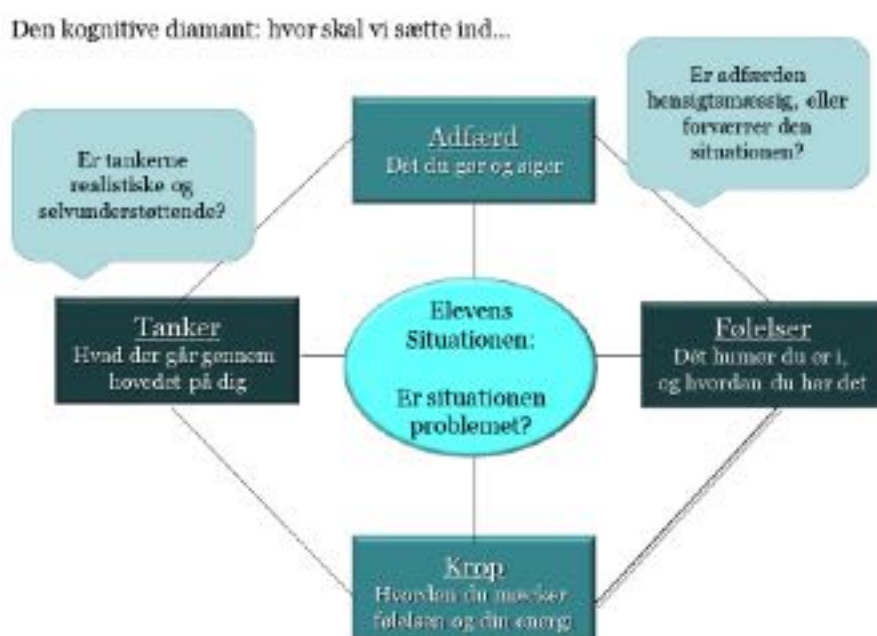 Den kognitive diamant: hvor skal vi sætte ind...
Er adfærden
hensigtsmæssig, eller
forværrer den
situationen?
Adfærd
Det du gør og siger
Er tankerne
realistiske og
selvunderstøttende?
Tanker
Hvad der går gennem
hovedet på dig
Elevens
Situationen:
Er situationen
problemet?
Følelser
Dét humør du er i,
og hvordan du har det
Krop
Hvordan du mærker
følelsen og din energi